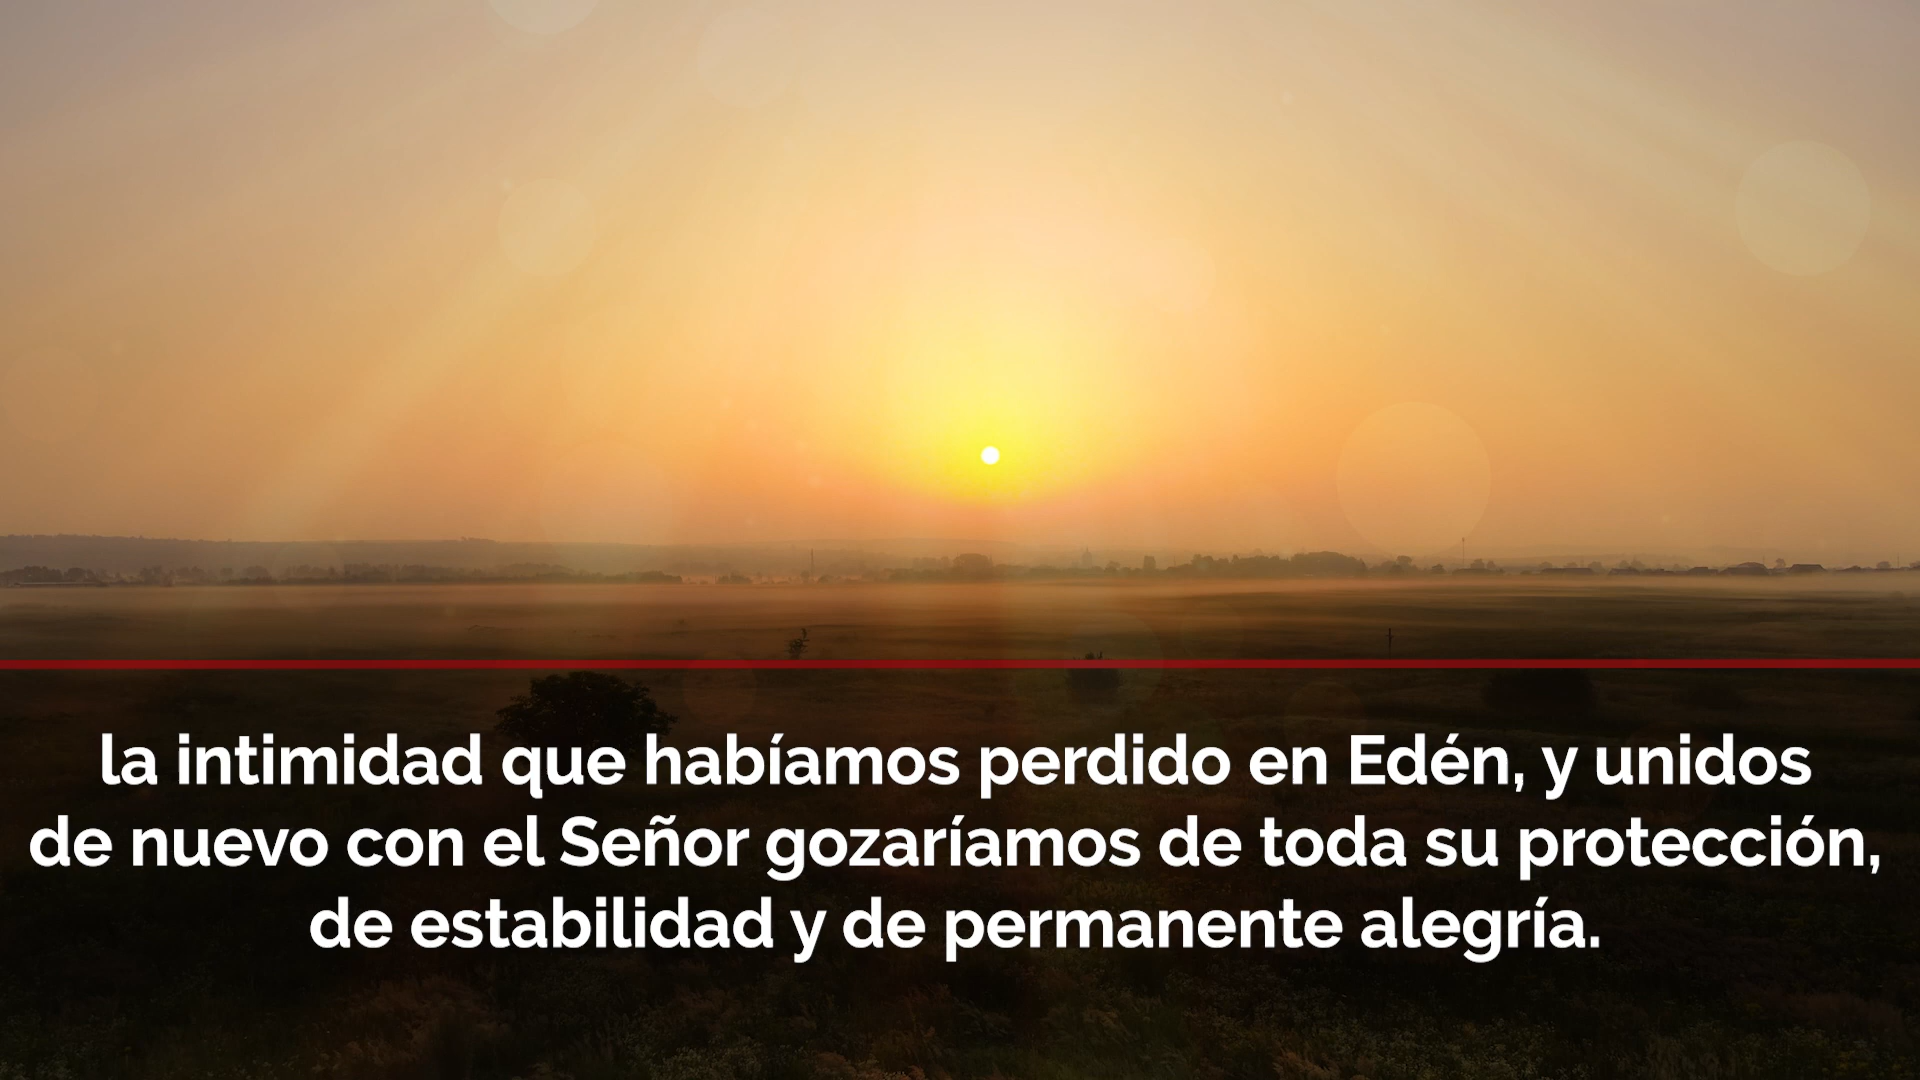 la intimidad que habíamos perdido en Edén, y unidos
de nuevo con el Señor gozaríamos de toda su protección,
de estabilidad y de permanente alegría.